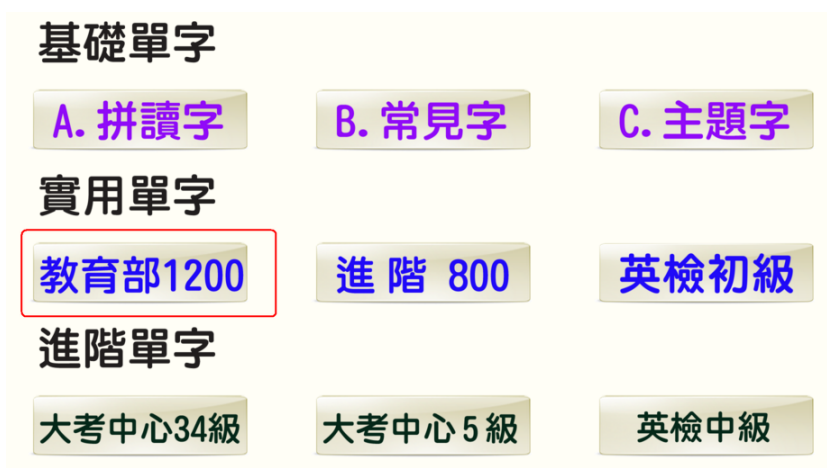 基礎單字
A. 拼讀字 B. 常見字 C. 主題字
實用單字
教育部1200 進階 800 英檢初級
進階單字
大考中心34級 大考中心5級 英檢中級